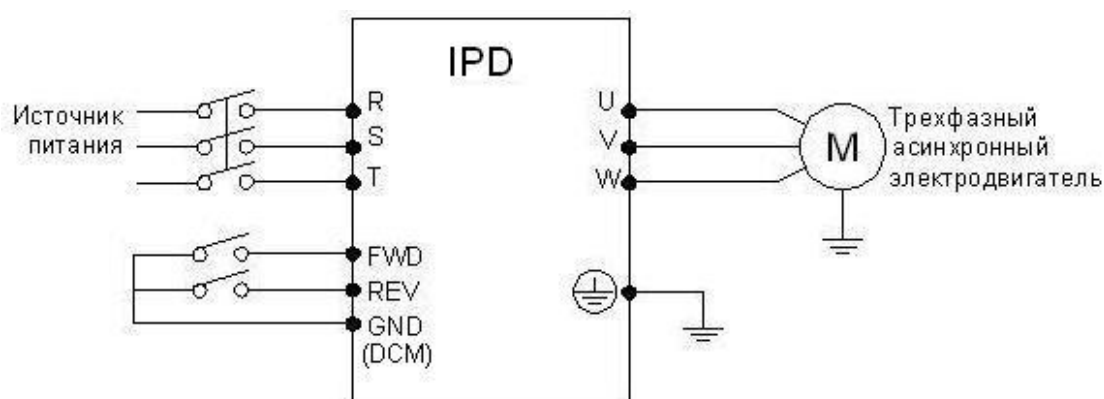 IPD
Источник
питания
R
S
T
U
V
W
M
Трехфазный
асинхронный
электродвигатель
FWD
REV
GND
(DCM)